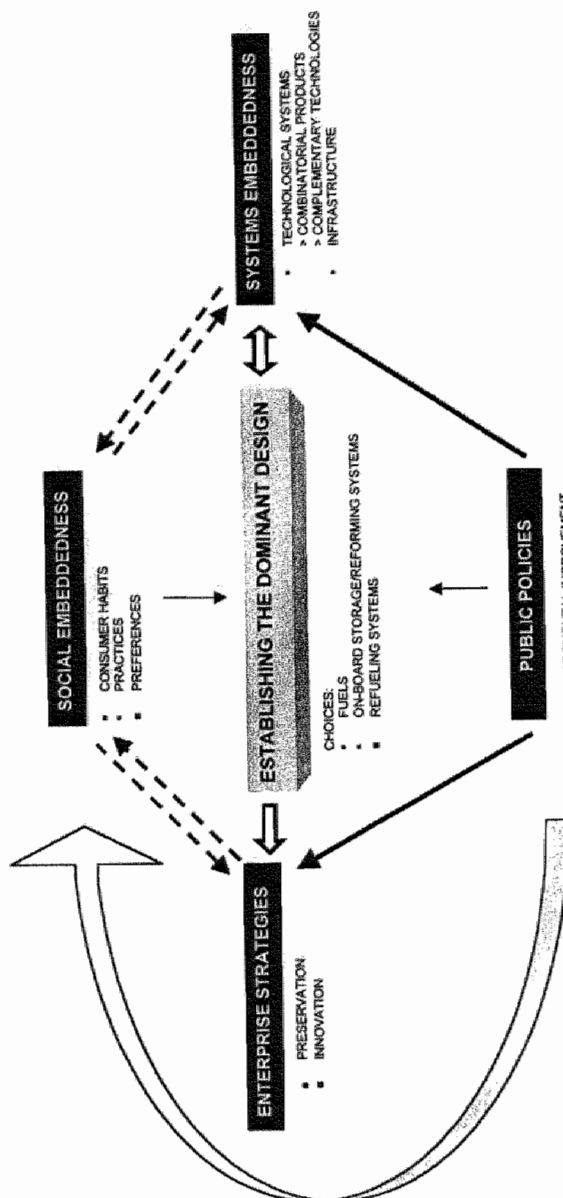 SOCIAL EMBEDDEDNESS
CONSUMER HABITS
PRACTICES
PREFERENCES
ENTERPRISE STRATEGIES
PRESERVATION
INNOVATION
ESTABLISHING THE DOMINANT DESIGN
CHOICES:
FUELS
ON-BOARD STORAGE/REFORMING SYSTEMS
REFUELING SYSTEMS
SYSTEMS EMBEDDEDNESS
TECHNOLOGICAL SYSTEMS
> COMBINATORIAL PRODUCTS
> COMPLEMENTARY TECHNOLOGIES
INFRASTRUCTURE
PUBLIC POLICIES